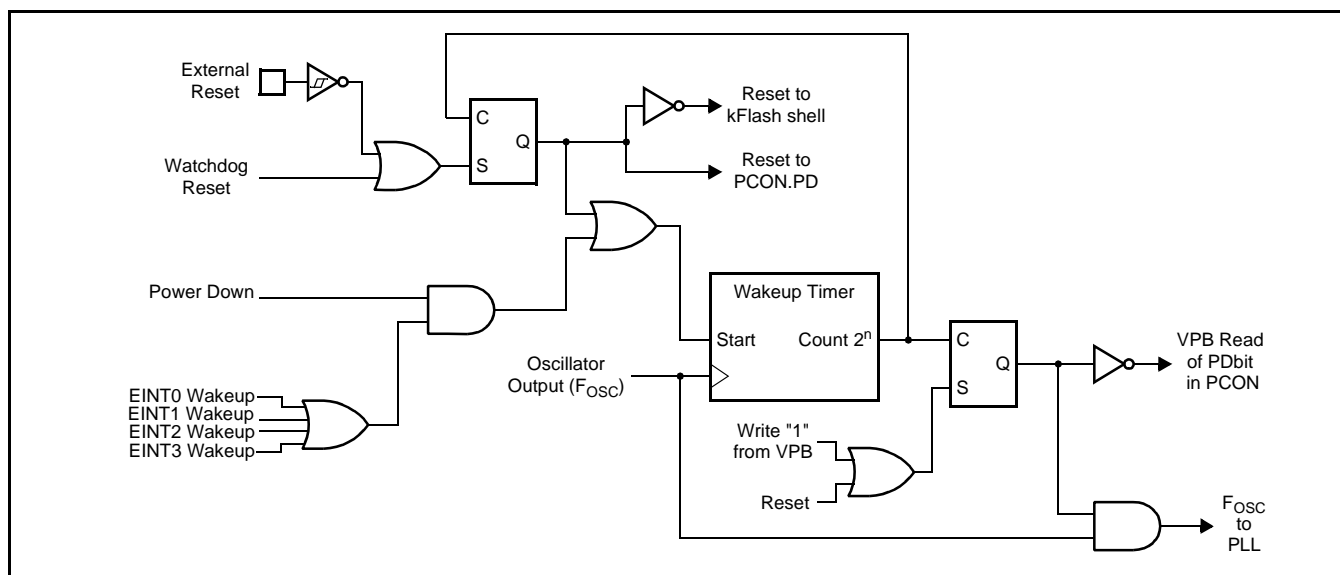 External
Reset
C
Q
S
Reset to
kFlash shell
Watchdog
Reset
Reset to
PCON.PD
Power Down
Wakeup Timer
Start
Count 2ⁿ
Oscillator
Output (F_OSC)
C
Q
S
VPB Read
of PDbit
in PCON
EINT0 Wakeup
EINT1 Wakeup
EINT2 Wakeup
EINT3 Wakeup
Write "1"
from VPB
Reset
F_OSC
to
PLL